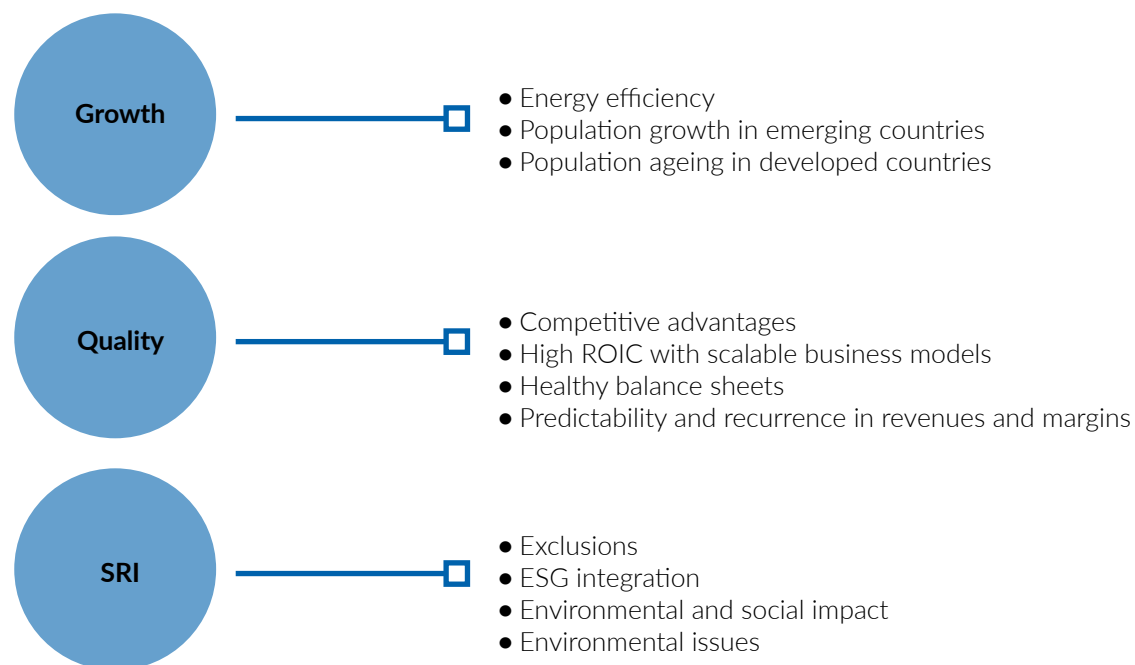 Growth
● Energy efficiency
● Population growth in emerging countries
● Population ageing in developed countries
Quality
● Competitive advantages
● High ROIC with scalable business models
● Healthy balance sheets
● Predictability and recurrence in revenues and margins
SRI
● Exclusions
● ESG integration
● Environmental and social impact
● Environmental issues